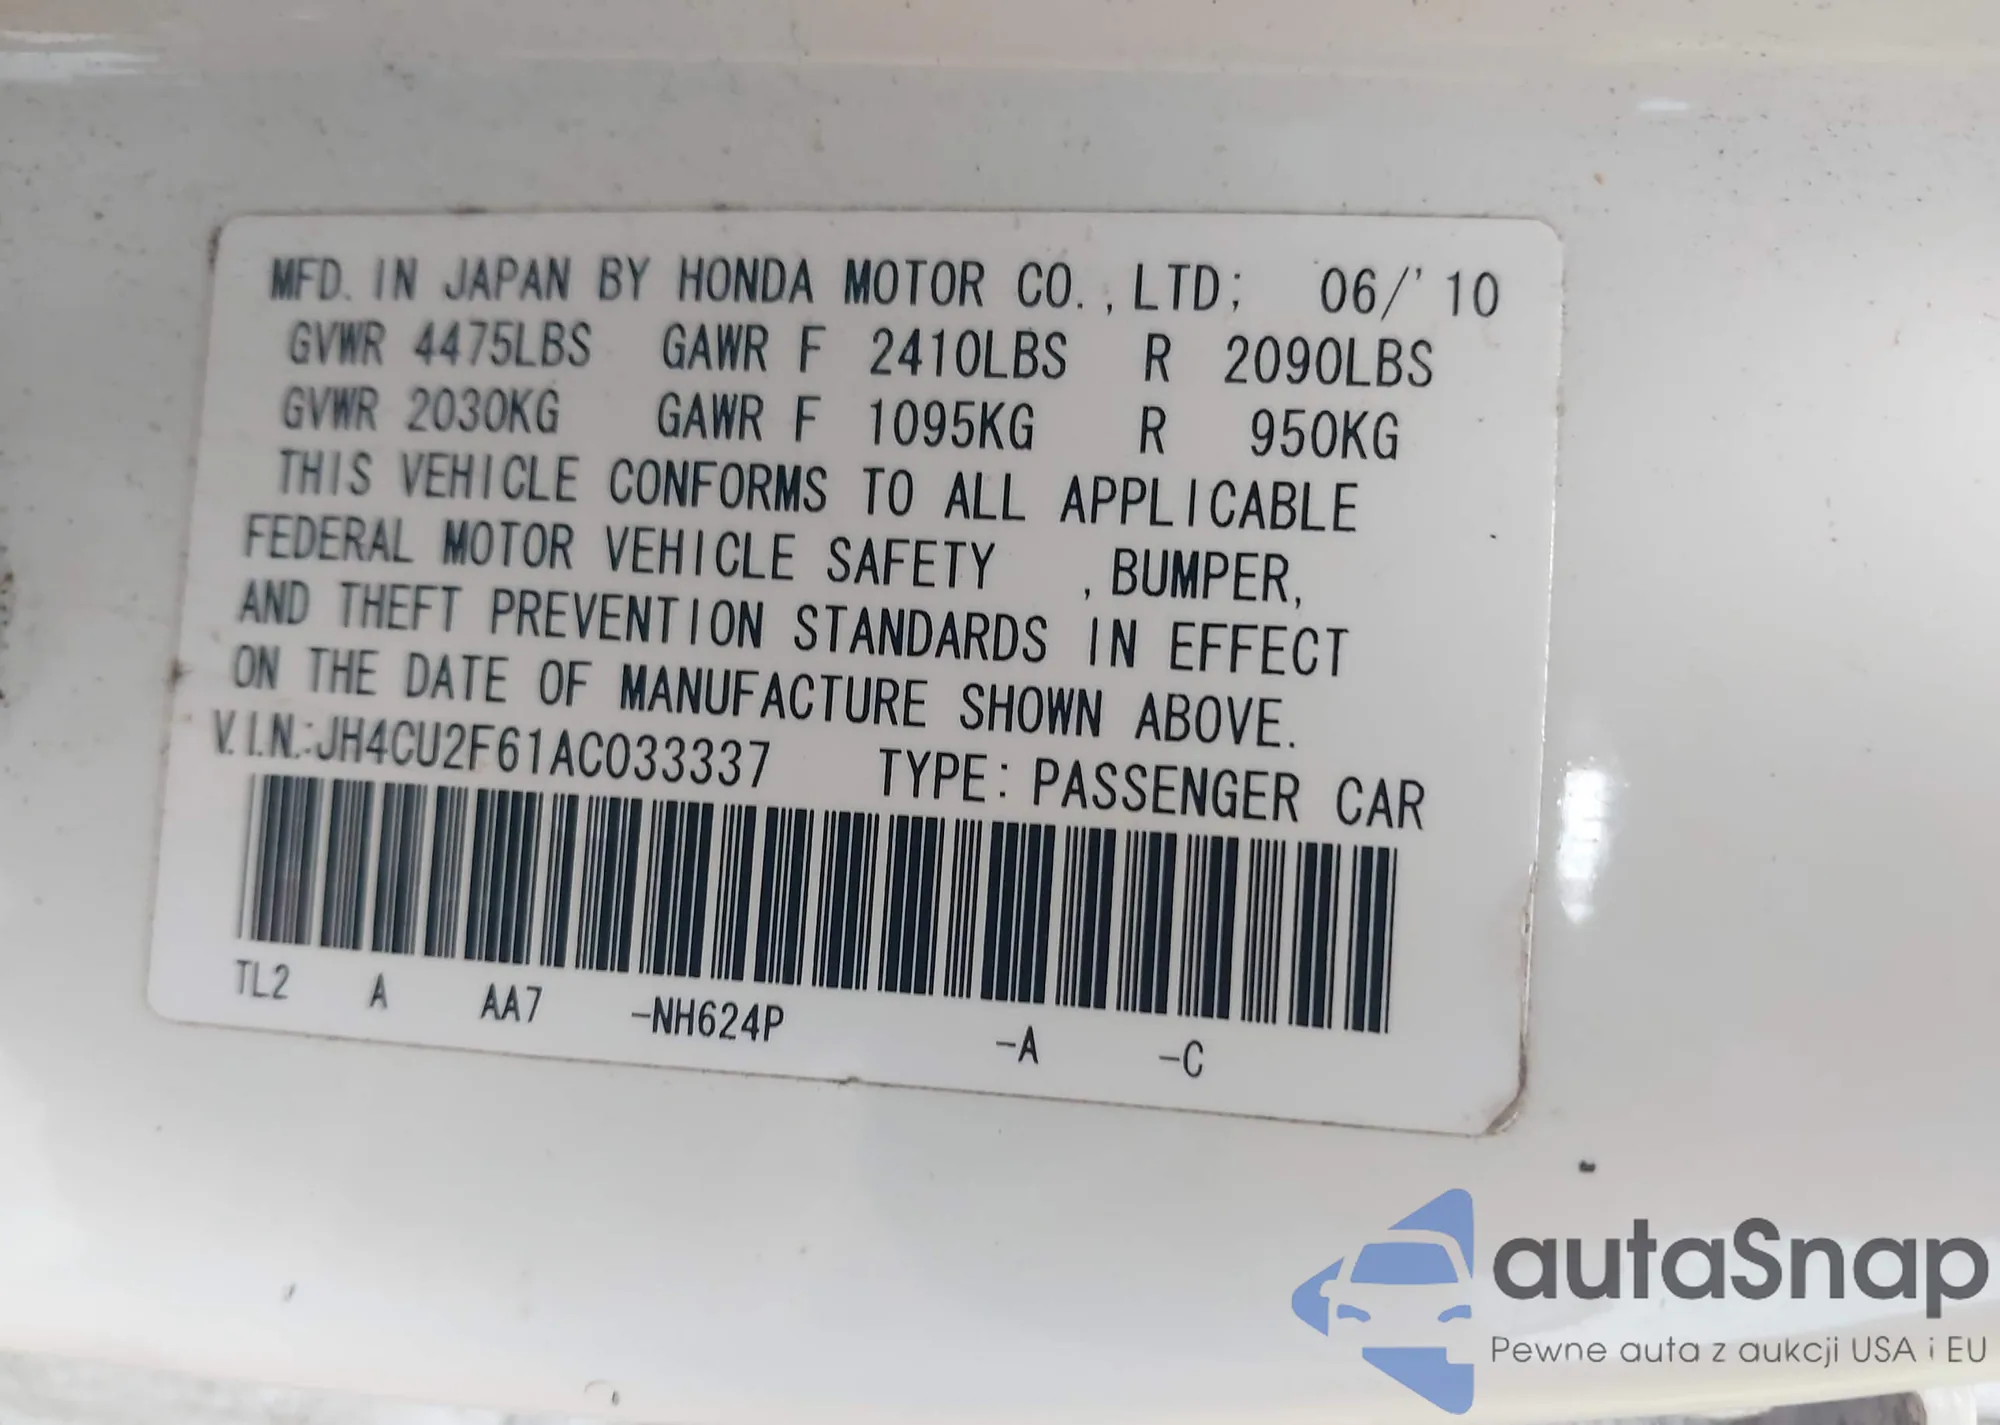 MFD. IN JAPAN BY HONDA MOTOR CO., LTD; 06/'10
GVWR 4475LBS GAWR F 2410LBS R 2090LBS
GVWR 2030KG GAWR F 1095KG R 950KG
THIS VEHICLE CONFORMS TO ALL APPLICABLE
FEDERAL MOTOR VEHICLE SAFETY , BUMPER,
AND THEFT PREVENTION STANDARDS IN EFFECT
ON THE DATE OF MANUFACTURE SHOWN ABOVE.
V.I.N.:JH4CU2F61AC033337 TYPE: PASSENGER CAR
TL2 A AA7 -NH624P -A -C
autaSnap
Pewne auta z aukcji USA i EU